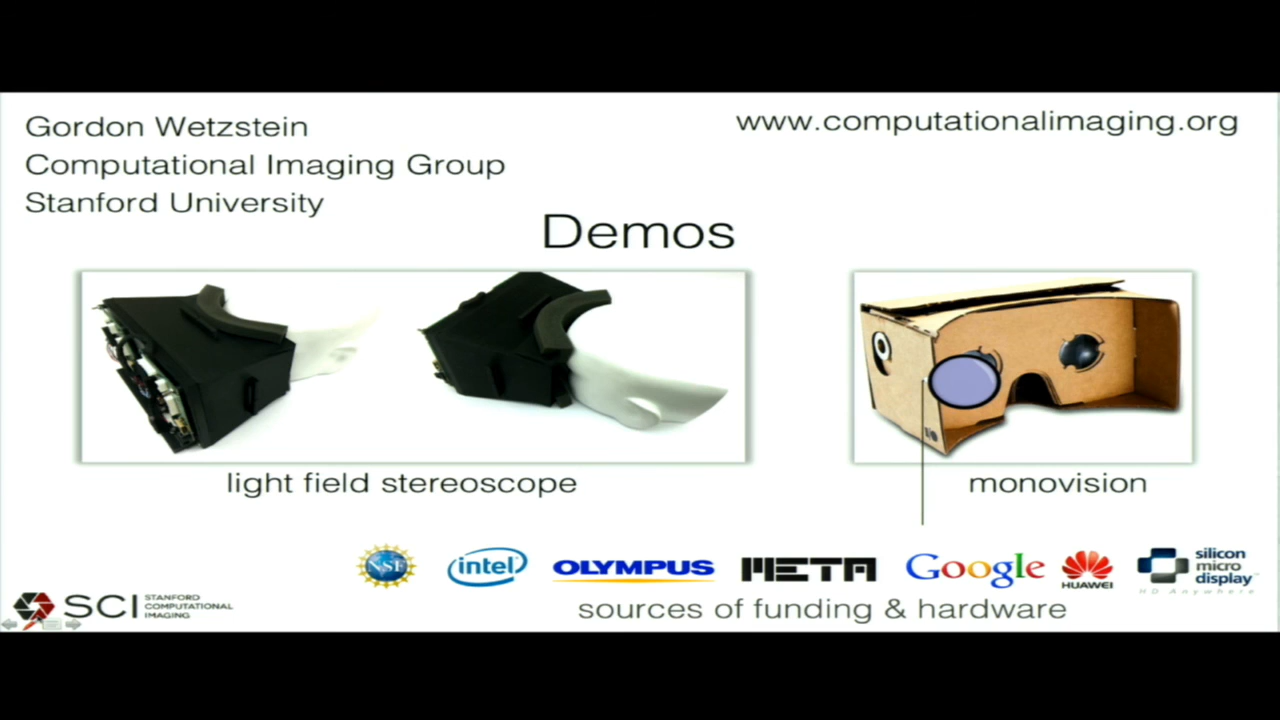 Gordon Wetzstein
Computational Imaging Group
Stanford University
www.computationalimaging.org
Demos
light field stereoscope
monovision
NSF
intel
OLYMPUS
META
Google
HUAWEI
silicon
micro
display
HD Anywhere
SCI
STANFORD
COMPUTATIONAL
IMAGING
sources of funding & hardware